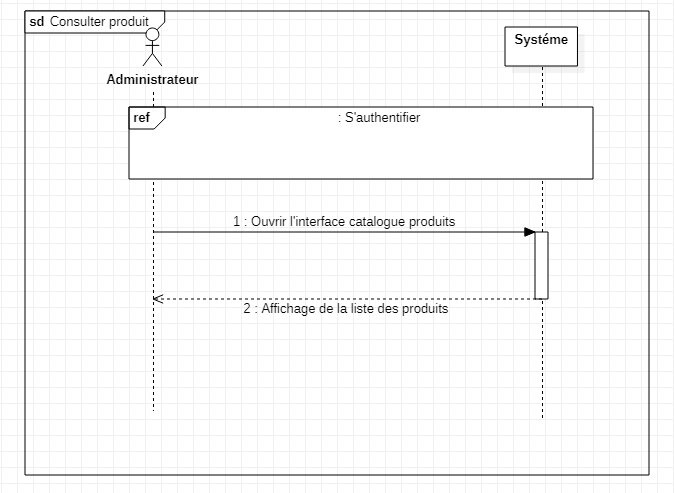 sd Consulter produit
Systéme
Administrateur
ref
: S'authentifier
1 : Ouvrir l'interface catalogue produits
2 : Affichage de la liste des produits